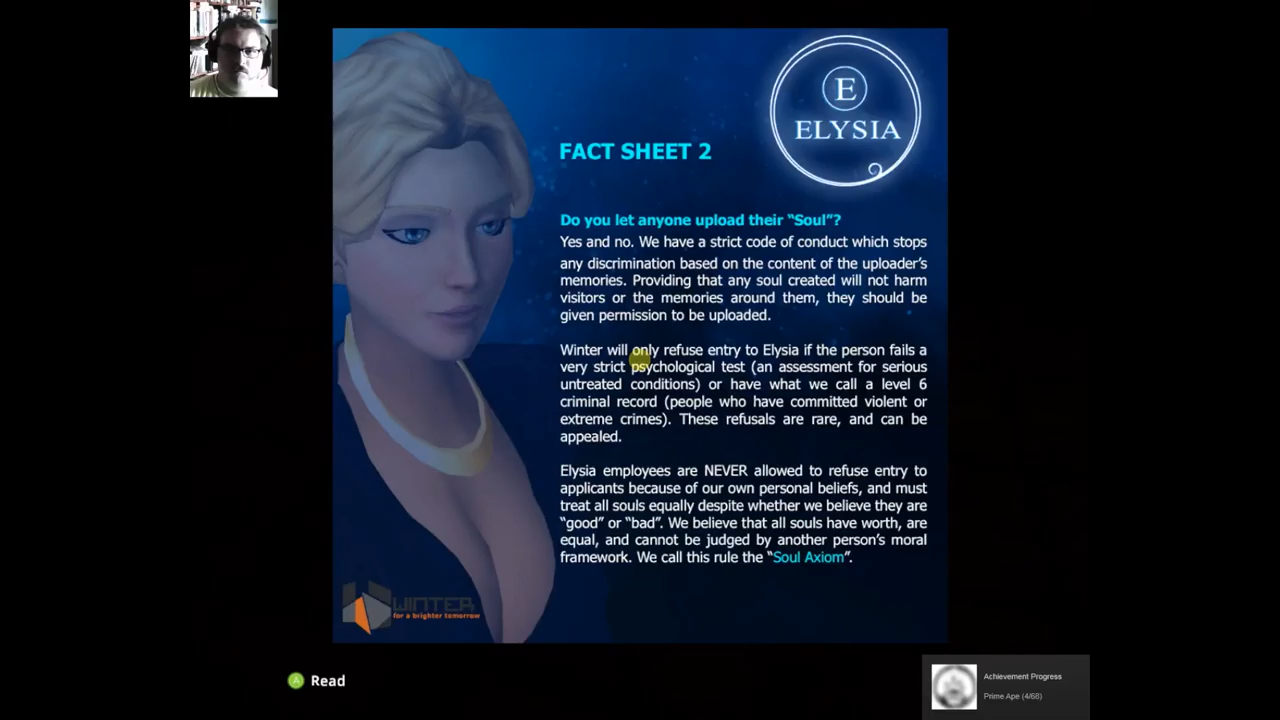 E
ELYSIA
FACT SHEET 2
Do you let anyone upload their “Soul”?
Yes and no. We have a strict code of conduct which stops
any discrimination based on the content of the uploader’s
memories. Providing that any soul created will not harm
visitors or the memories around them, they should be
given permission to be uploaded.
Winter will only refuse entry to Elysia if the person fails a
very strict psychological test (an assessment for serious
untreated conditions) or have what we call a level 6
criminal record (people who have committed violent or
extreme crimes). These refusals are rare, and can be
appealed.
Elysia employees are NEVER allowed to refuse entry to
applicants because of our own personal beliefs, and must
treat all souls equally despite whether we believe they are
“good” or “bad”. We believe that all souls have worth, are
equal, and cannot be judged by another person’s moral
framework. We call this rule the “Soul Axiom”.
WINTER
for a brighter tomorrow
A Read
Achievement Progress
Prime Ape (4/68)